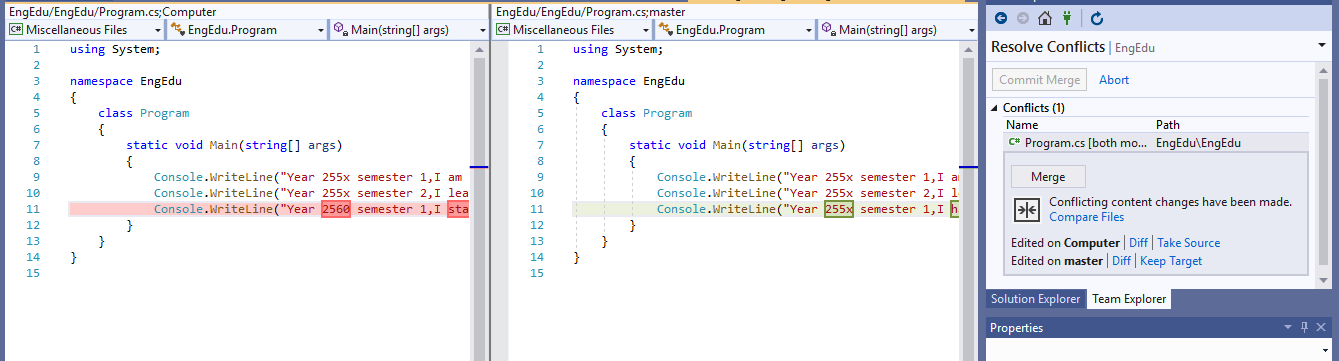 EngEdu/EngEdu/Program.cs;Computer
C# Miscellaneous Files EngEdu.Program Main(string[] args)
1 using System;
2
3 namespace EngEdu
4 {
5 class Program
6 {
7 static void Main(string[] args)
8 {
9 Console.WriteLine("Year 255x semester 1,I am
10 Console.WriteLine("Year 255x semester 2,I lea
11 Console.WriteLine("Year 2560 semester 1,I sta
12 }
13 }
14 }
15
EngEdu/EngEdu/Program.cs;master
C# Miscellaneous Files EngEdu.Program Main(string[] args)
1 using System;
2
3 namespace EngEdu
4 {
5 class Program
6 {
7 static void Main(string[] args)
8 {
9 Console.WriteLine("Year 255x semester 1,I am
10 Console.WriteLine("Year 255x semester 2,I le
11 Console.WriteLine("Year 255x semester 1,I h
12 }
13 }
14 }
15
Resolve Conflicts | EngEdu
Commit Merge Abort
Conflicts (1)
Name Path
C# Program.cs [both mo... EngEdu\EngEdu
Merge
Conflicting content changes have been made.
Compare Files
Edited on Computer | Diff | Take Source
Edited on master | Diff | Keep Target
Solution Explorer Team Explorer
Properties